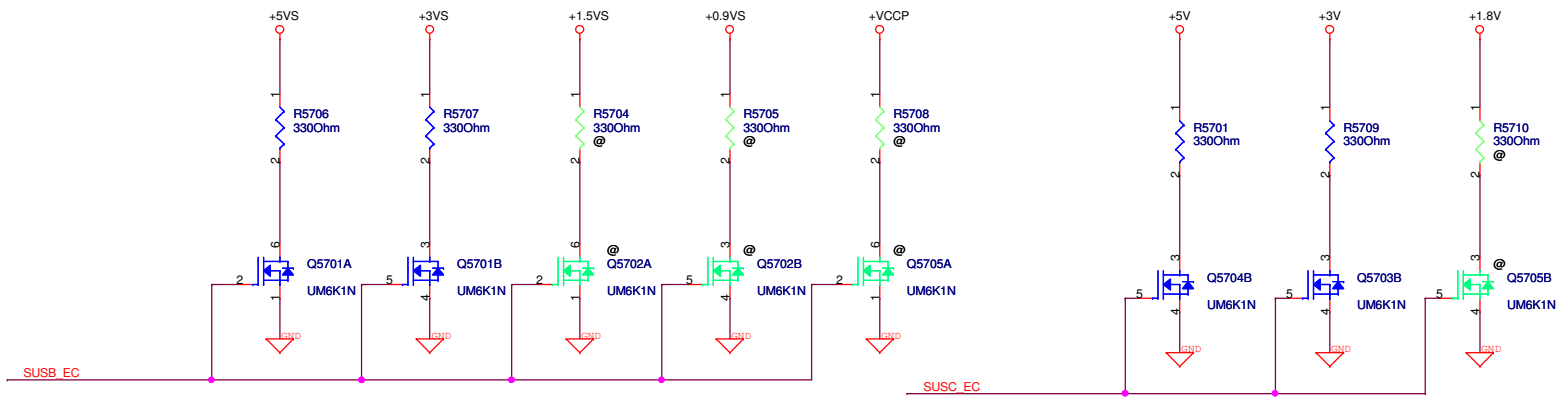 +5VS +3VS +1.5VS +0.9VS +VCCP +5V +3V +1.8V
1 1 1 1 1
R5706 R5707 R5704 R5705 R5708
1 1 1
330Ohm 330Ohm 330Ohm 330Ohm 330Ohm
R5701 R5709 R5710
@ @ @
330Ohm 330Ohm 330Ohm
2 2 2 2 2
@
2 2 2
6 3 6 @ 3 @ 6 @
Q5701A Q5701B Q5702A Q5702B Q5705A
3 3 3 @
2 5 2 5 2
Q5704B Q5703B Q5705B
UM6K1N UM6K1N UM6K1N UM6K1N UM6K1N
1 4 1 4 1
5 5 5
UM6K1N UM6K1N UM6K1N
4 4 4
GND GND GND GND GND
GND GND GND
SUSB_EC
SUSC_EC